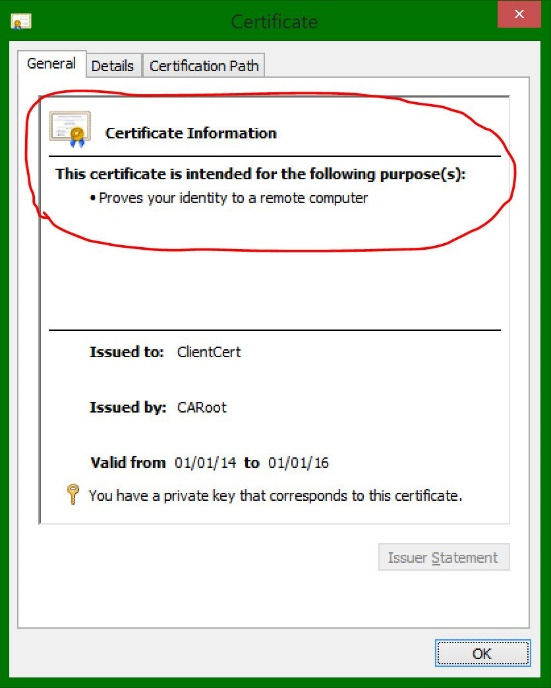 Certificate
General Details Certification Path
Certificate Information
This certificate is intended for the following purpose(s):
• Proves your identity to a remote computer
Issued to: ClientCert
Issued by: CARoot
Valid from 01/01/14 to 01/01/16
You have a private key that corresponds to this certificate.
Issuer Statement
OK